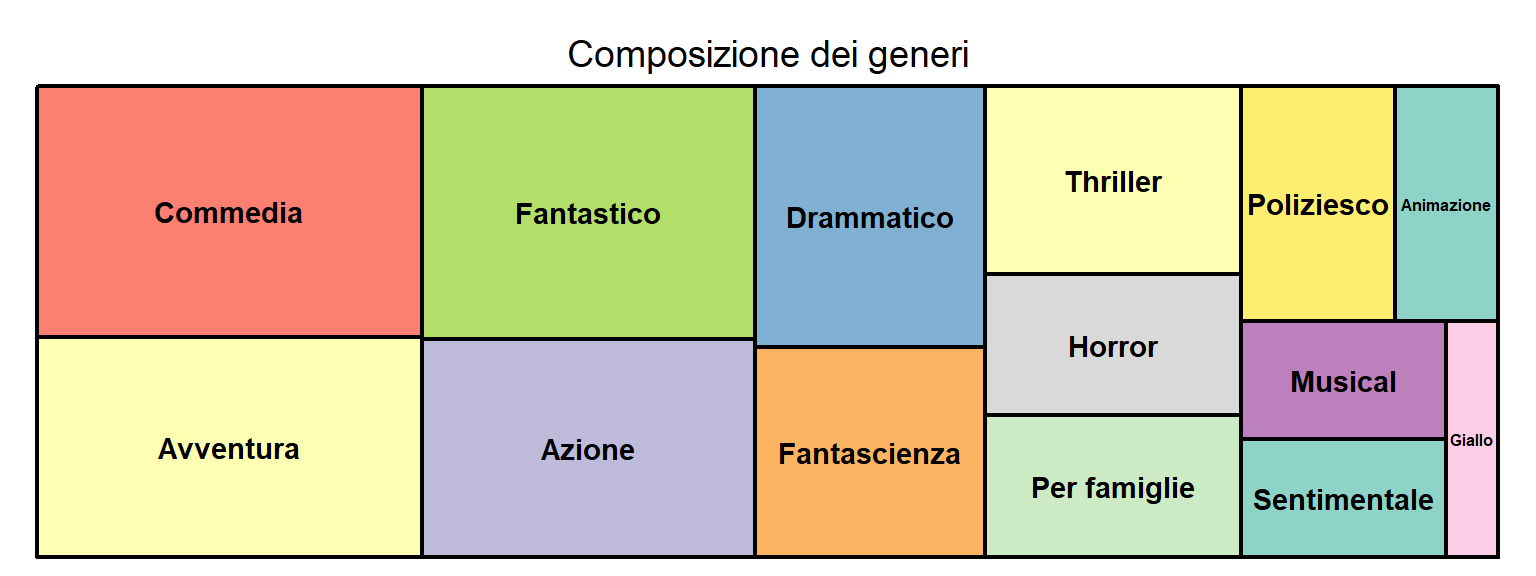 Composizione dei generi
Commedia
Avventura
Fantastico
Azione
Drammatico
Fantascienza
Thriller
Horror
Per famiglie
Poliziesco
Animazione
Musical
Sentimentale
Giallo